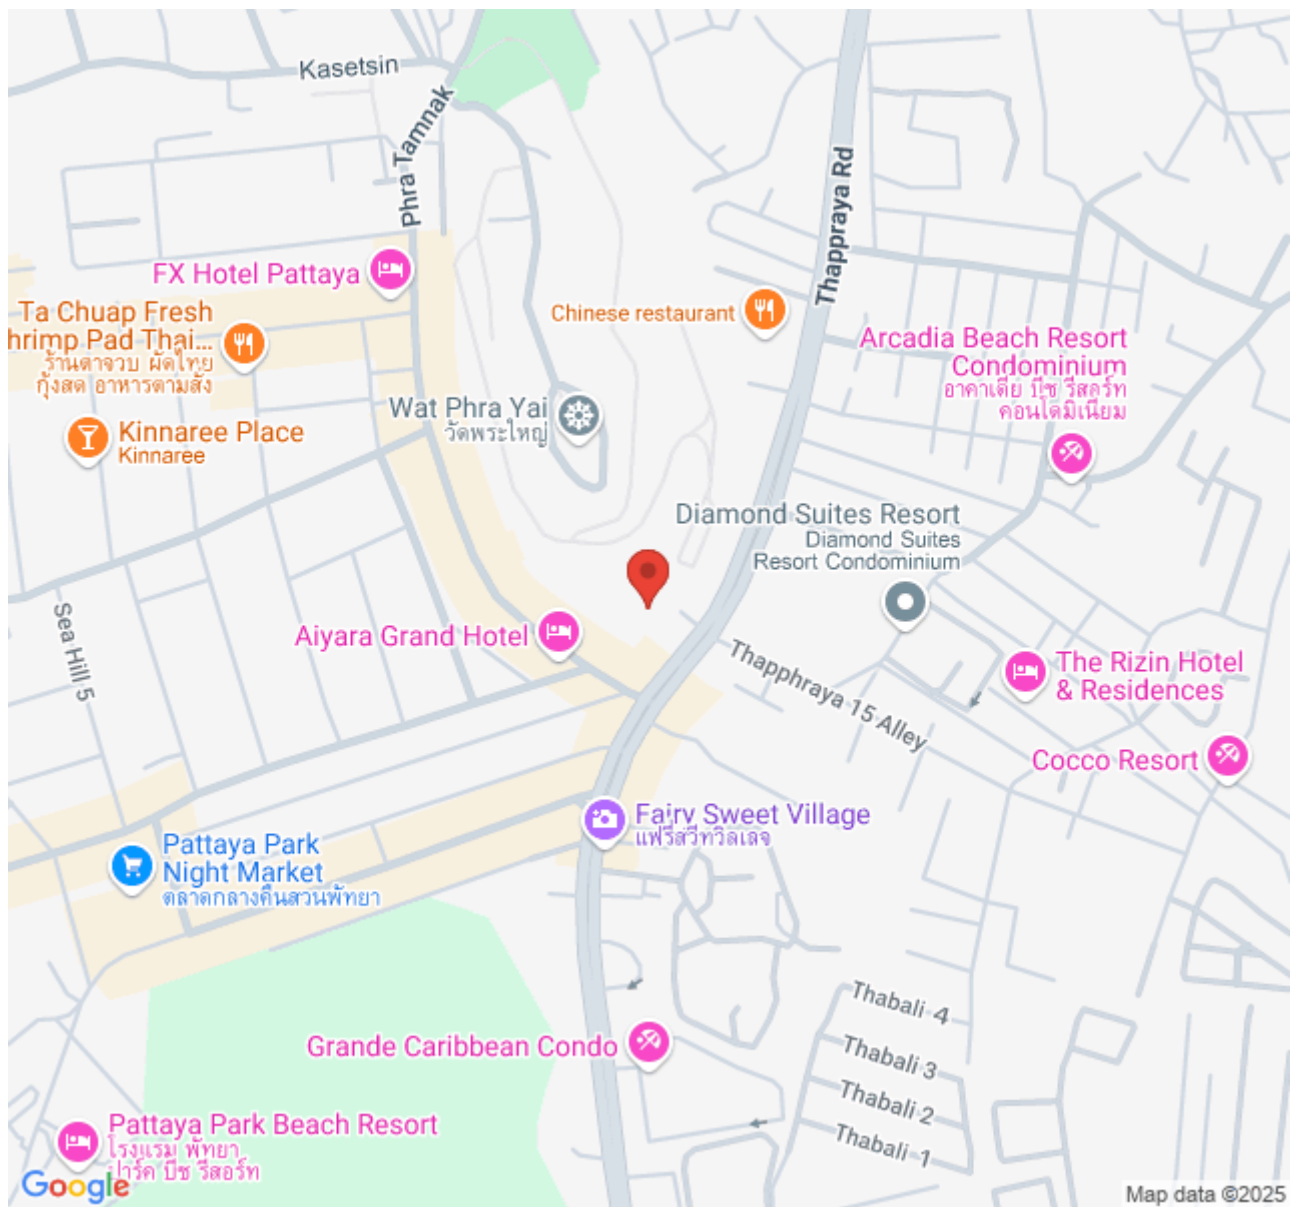 Kasetsin
Phra Tamnak
Thappraya Rd
FX Hotel Pattaya
Ta Chuap Fresh
hrimp Pad Thai...
ร้านตาจวบ ผัดไทย
กุ้งสด อาหารตามสั่ง
Chinese restaurant
Arcadia Beach Resort
Condominium
อาคาเดีย บีช รีสอร์ท
คอนโดมิเนียม
Wat Phra Yai
วัดพระใหญ่
Kinnaree Place
Kinnaree
Diamond Suites Resort
Diamond Suites
Resort Condominium
Sea Hill 5
Aiyara Grand Hotel
Thapphraya 15 Alley
The Rizin Hotel
& Residences
Cocco Resort
Fairy Sweet Village
แฟรีสวีทวิลเลจ
Pattaya Park
Night Market
ตลาดกลางคืนสวนพัทยา
Thabali 4
Grande Caribbean Condo
Thabali 3
Thabali 2
Thabali 1
Pattaya Park Beach Resort
โรงแรม พัทยา
ปาร์ค บีช รีสอร์ท
Google
Map data ©2025